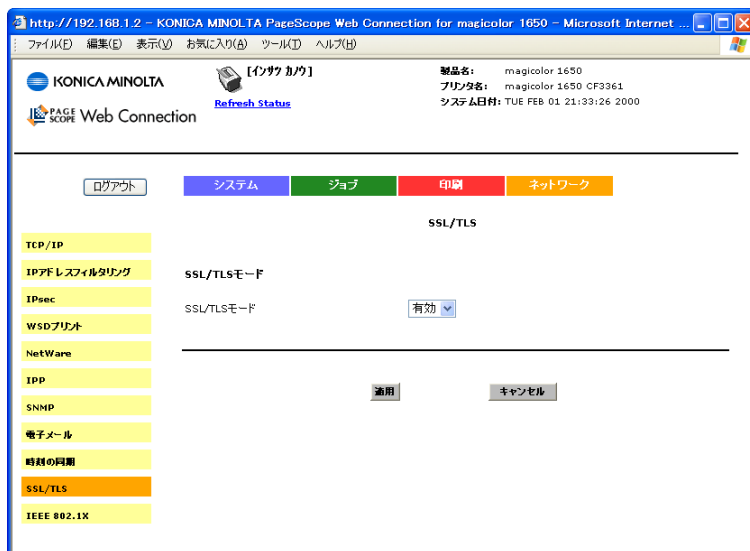 http://192.168.1.2 - KONICA MINOLTA PageScope Web Connection for magicolor 1650 - Microsoft Internet ...
ファイル(F) 編集(E) 表示(V) お気に入り(A) ツール(T) ヘルプ(H)
KONICA MINOLTA
PAGE SCOPE Web Connection
[インサツ カノウ]
Refresh Status
製品名: magicolor 1650
プリンタ名: magicolor 1650 CF3361
システム日付: TUE FEB 01 21:33:26 2000
ログアウト
システム ジョブ 印刷 ネットワーク
SSL/TLS
TCP/IP
IPアドレスフィルタリング
IPsec
WSDプリント
NetWare
IPP
SNMP
電子メール
時刻の同期
SSL/TLS
IEEE 802.1X
SSL/TLSモード
SSL/TLSモード 有効
適用 キャンセル